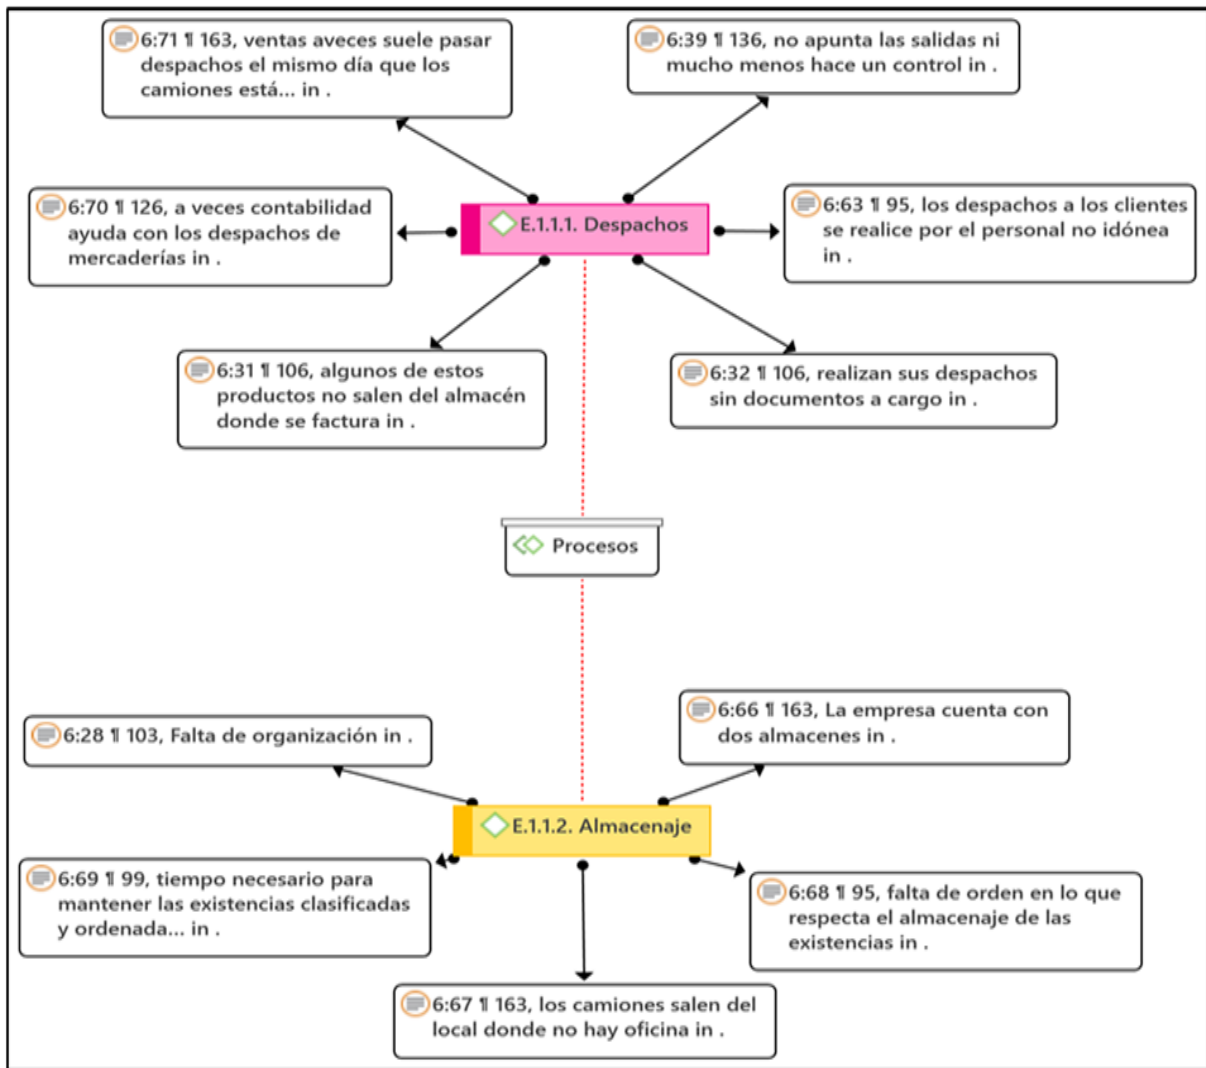 6:71 ¶ 163, ventas aveces suele pasar
despachos el mismo día que los
camiones está... in .
6:39 ¶ 136, no apunta las salidas ni
mucho menos hace un control in .
6:70 ¶ 126, a veces contabilidad
ayuda con los despachos de
mercaderías in .
E.1.1.1. Despachos
6:63 ¶ 95, los despachos a los clientes
se realice por el personal no idónea
in .
6:31 ¶ 106, algunos de estos
productos no salen del almacén
donde se factura in .
6:32 ¶ 106, realizan sus despachos
sin documentos a cargo in .
Procesos
6:28 ¶ 103, Falta de organización in .
6:66 ¶ 163, La empresa cuenta con
dos almacenes in .
E.1.1.2. Almacenaje
6:69 ¶ 99, tiempo necesario para
mantener las existencias clasificadas
y ordenada... in .
6:68 ¶ 95, falta de orden en lo que
respecta el almacenaje de las
existencias in .
6:67 ¶ 163, los camiones salen del
local donde no hay oficina in .